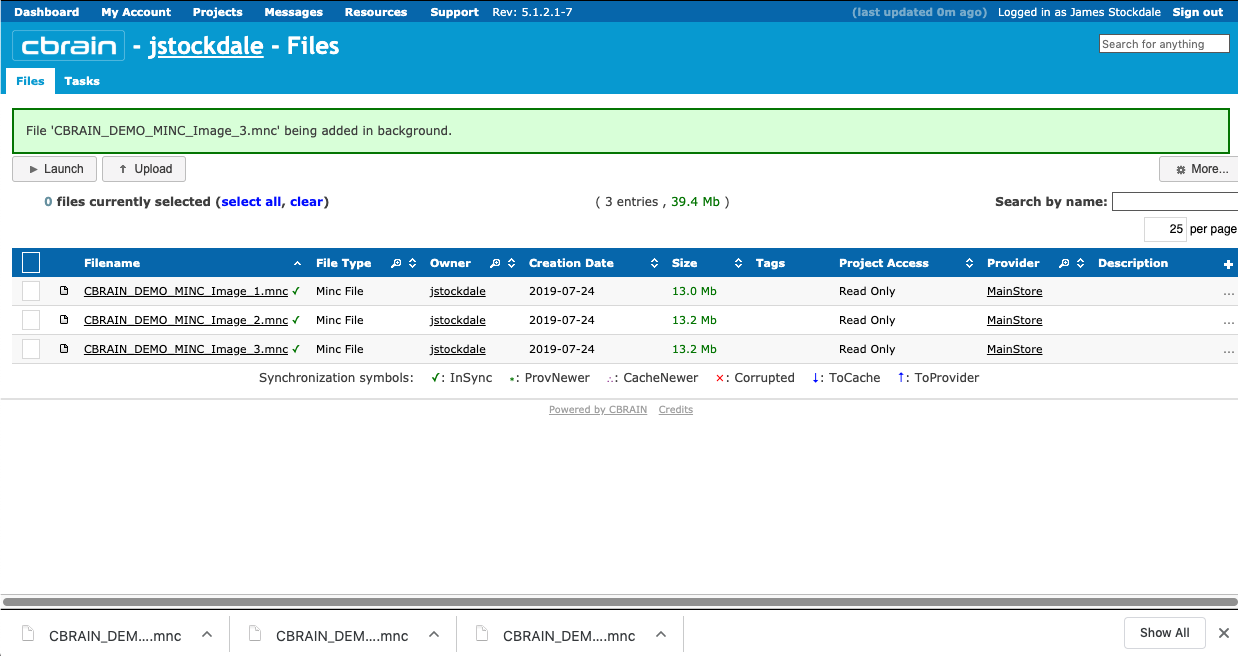 Dashboard My Account Projects Messages Resources Support Rev: 5.1.2.1-7 (last updated 0m ago) Logged in as James Stockdale Sign out
cbrain - jstockdale - Files Search for anything
Files Tasks
File 'CBRAIN_DEMO_MINC_Image_3.mnc' being added in background.
Launch Upload More...
0 files currently selected (select all, clear) ( 3 entries , 39.4 Mb ) Search by name:
25 per page
Filename File Type Owner Creation Date Size Tags Project Access Provider Description
CBRAIN_DEMO_MINC_Image_1.mnc ✓ Minc File jstockdale 2019-07-24 13.0 Mb Read Only MainStore ...
CBRAIN_DEMO_MINC_Image_2.mnc ✓ Minc File jstockdale 2019-07-24 13.2 Mb Read Only MainStore ...
CBRAIN_DEMO_MINC_Image_3.mnc ✓ Minc File jstockdale 2019-07-24 13.2 Mb Read Only MainStore ...
Synchronization symbols: ✓: InSync •: ProvNewer ∴: CacheNewer ×: Corrupted ↓: ToCache ↑: ToProvider
Powered by CBRAIN Credits
CBRAIN_DEM....mnc CBRAIN_DEM....mnc CBRAIN_DEM....mnc Show All